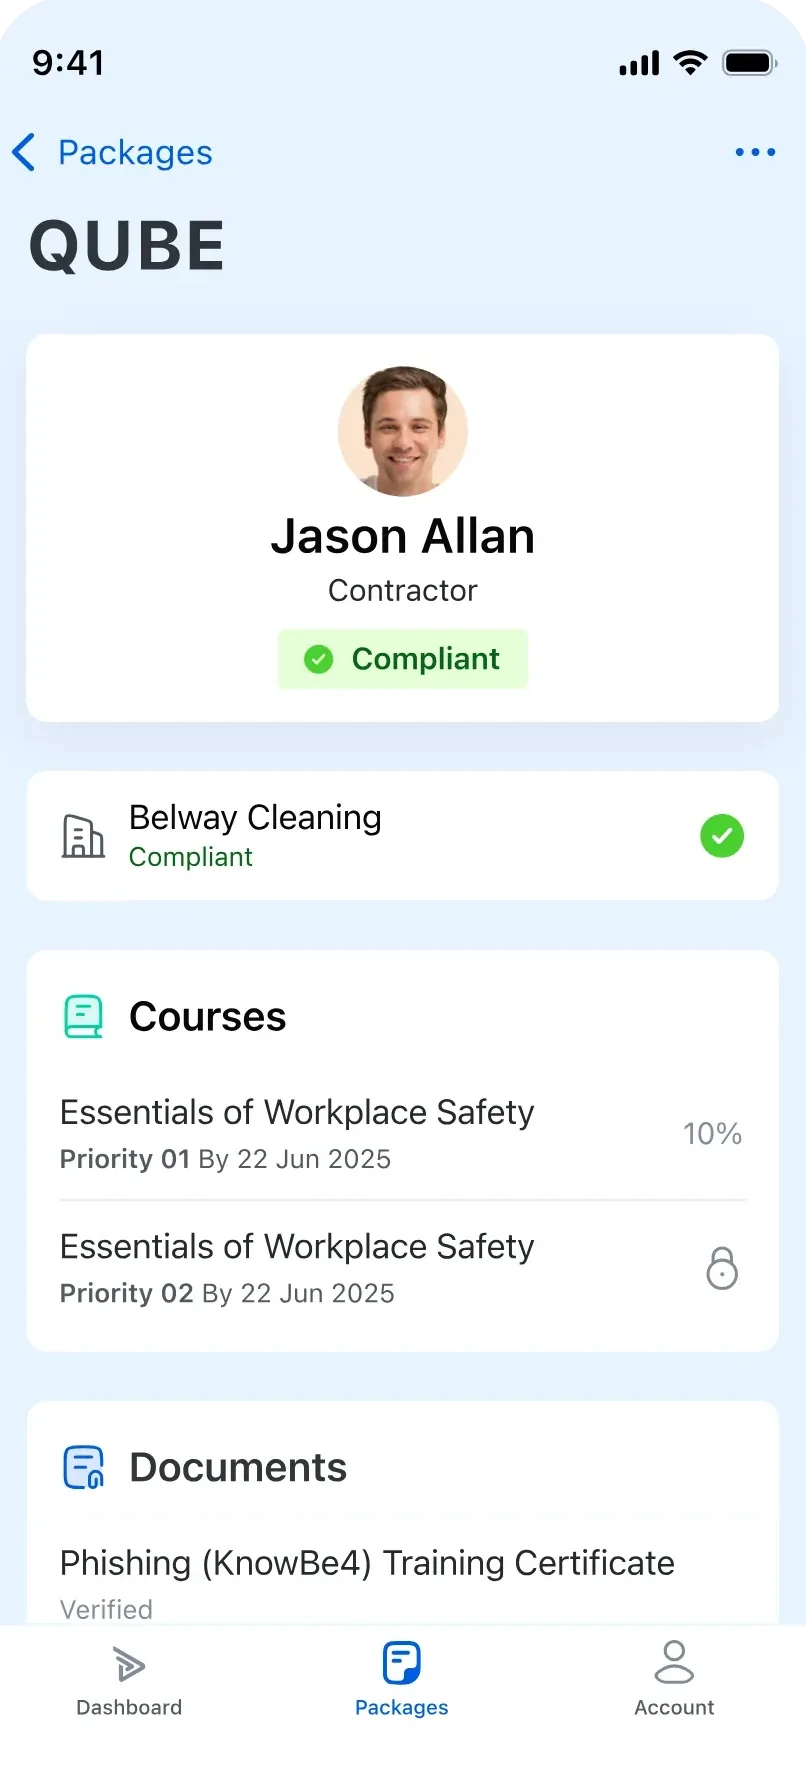 9:41
Packages
QUBE
Jason Allan
Contractor
Compliant
Belway Cleaning
Compliant
Courses
Essentials of Workplace Safety
10%
Priority 01 By 22 Jun 2025
Essentials of Workplace Safety
Priority 02 By 22 Jun 2025
Documents
Phishing (KnowBe4) Training Certificate
Verified
Dashboard
Packages
Account